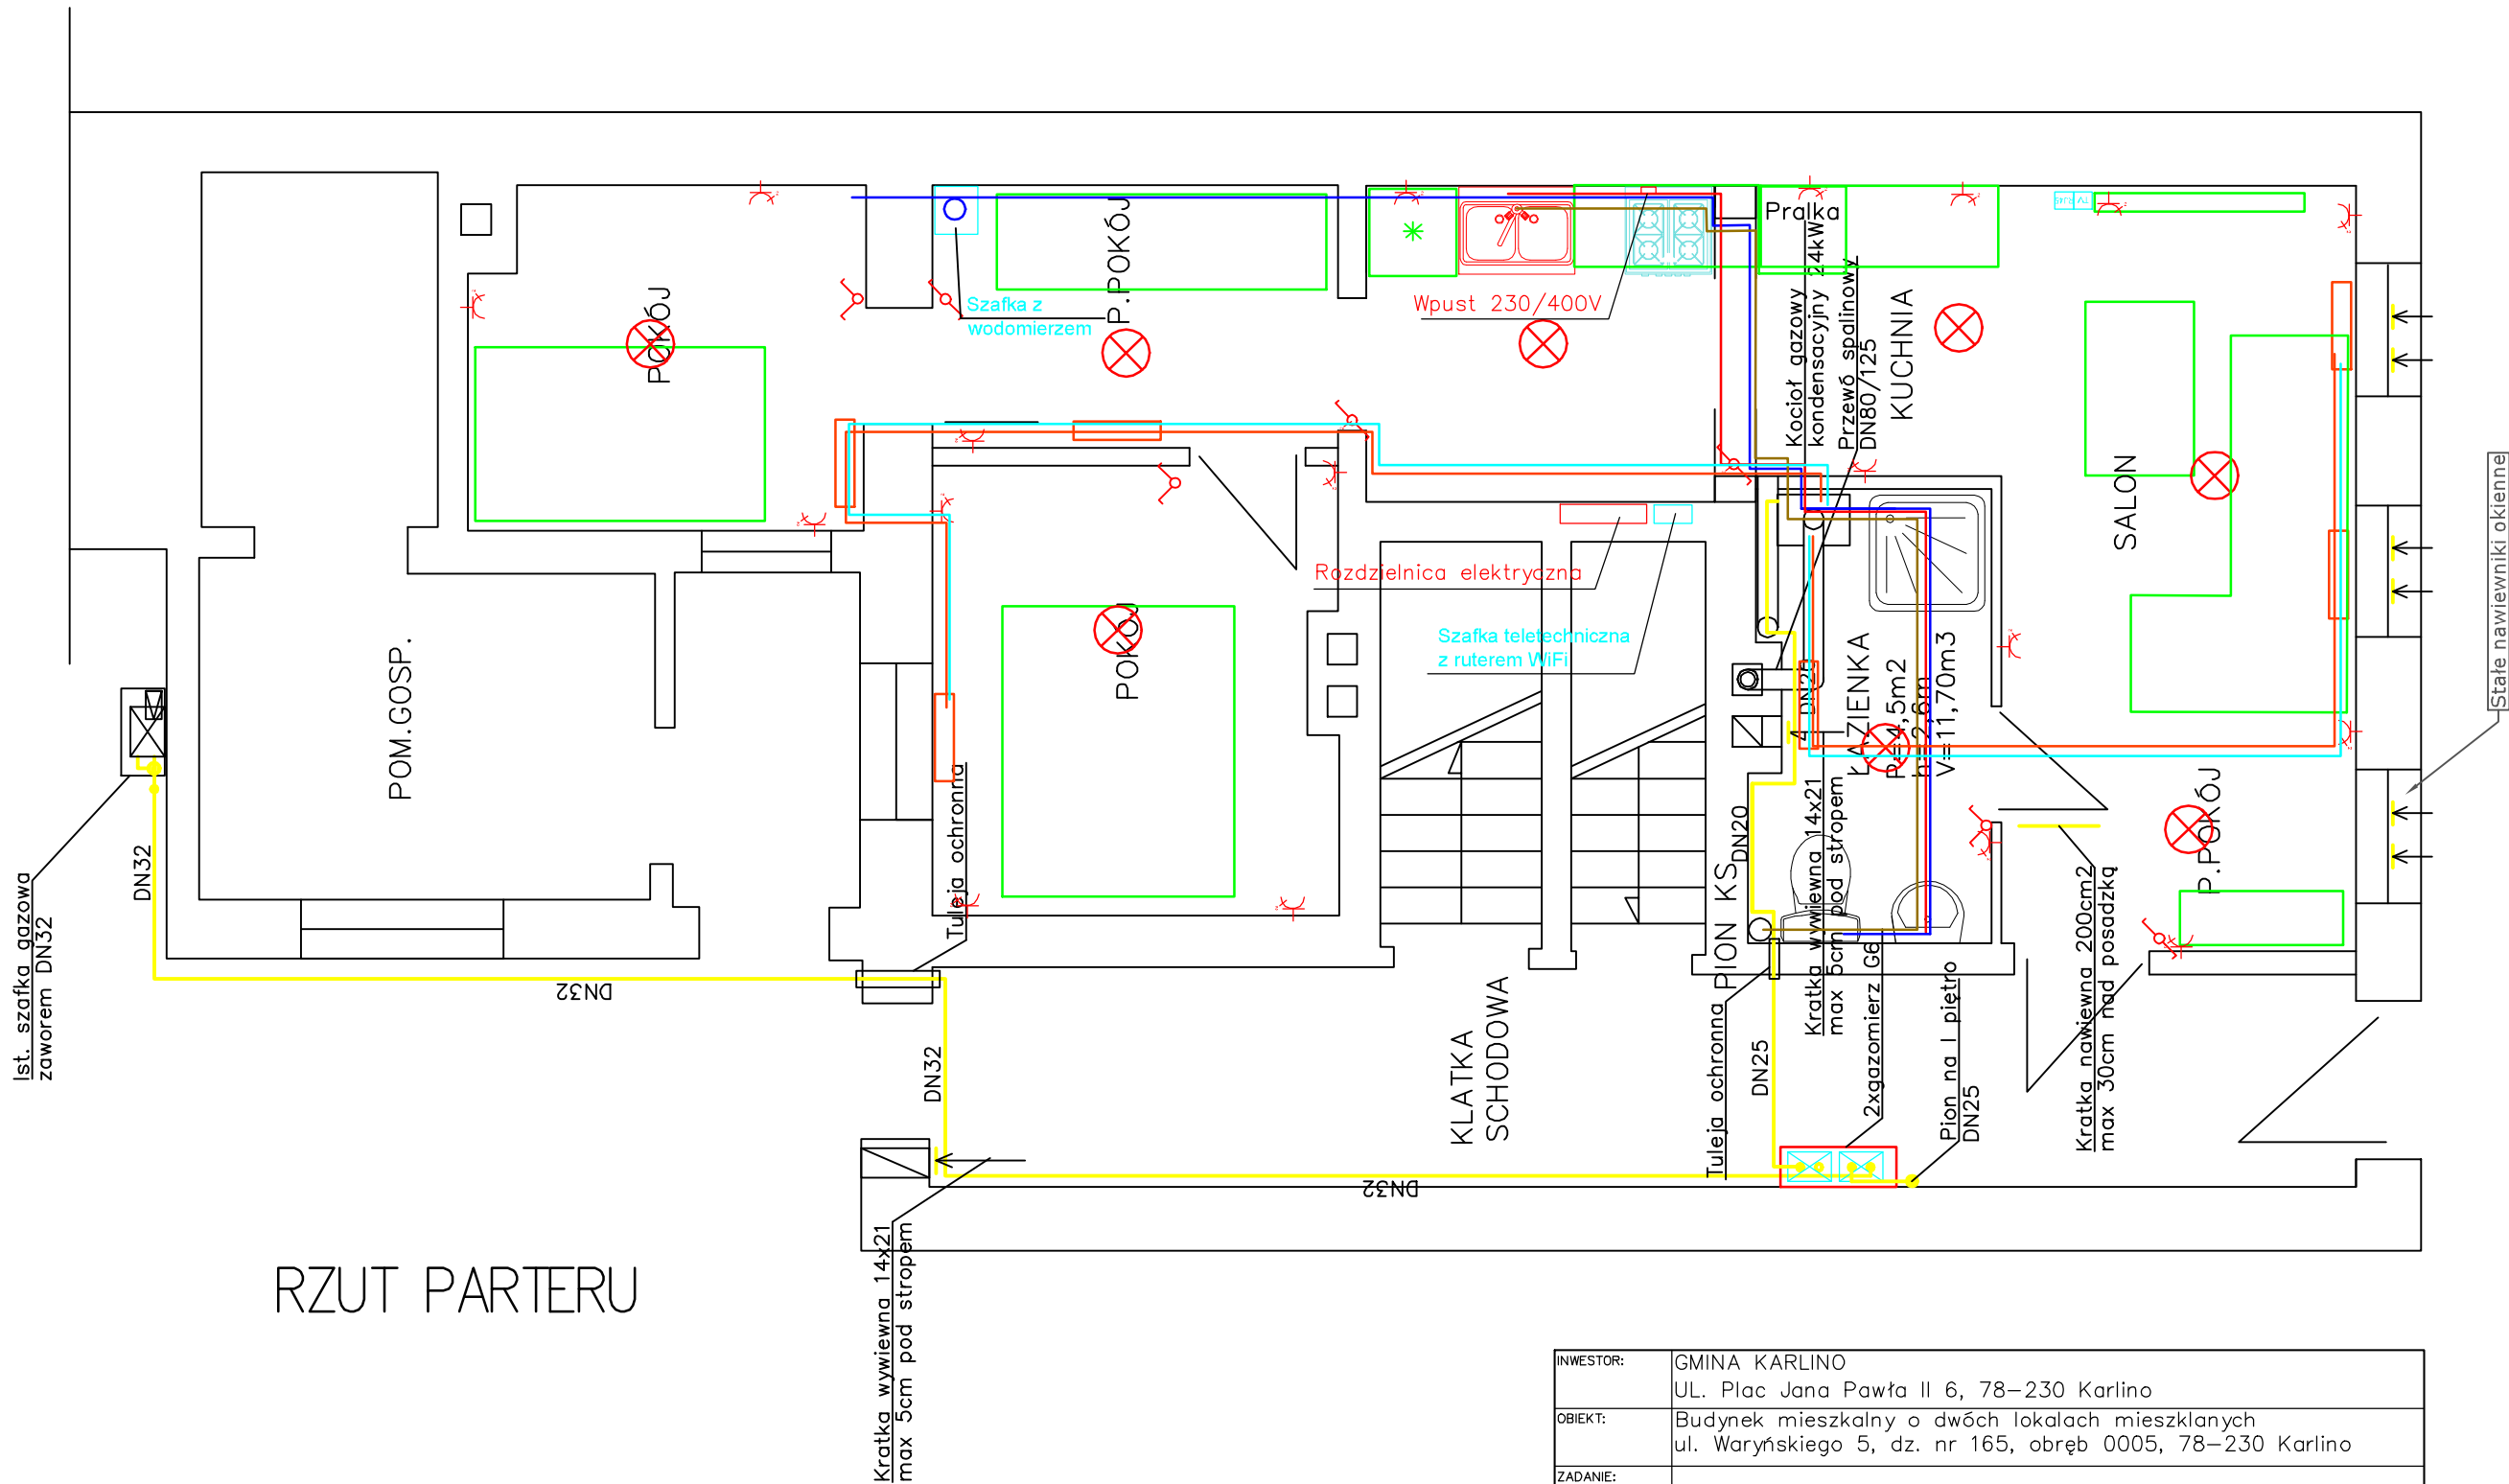 Pralka
POKÓJ
P.POKÓJ
Szafka z
wodomierzem
Wpust 230/400V
Kocioł gazowy
kondensacyjny 24kW
Przewó spalinowy
DN80/125
KUCHNIA
TV RJ45
SALON
Stałe nawiewniki okienne
Rozdzielnica elektryczna
Szafka teletechniczna
z ruterem WiFi
POM.GOSP.
POKÓJ
DN25
ŁAZIENKA
P=4,5m2
h=2,6m
V=11,70m3
P.POKÓJ
Ist. szafka gazowa
zaworem DN32
DN32
DN32
Tuleja ochronna
DN32
DN32
KLATKA
SCHODOWA
PION KS
DN20
Kratka wywiewna 14x21
max 5cm pod stropem
Tuleja ochronna
DN25
2xgazomierz G6
Pion na I piętro
DN25
Kratka nawiewna 200cm2
max 30cm nad posadzką
Kratka wywiewna 14x21
max 5cm pod stropem
RZUT PARTERU
INWESTOR: GMINA KARLINO
UL. Plac Jana Pawła II 6, 78-230 Karlino
OBIEKT: Budynek mieszkalny o dwóch lokalach mieszklanych
ul. Waryńskiego 5, dz. nr 165, obręb 0005, 78-230 Karlino
ZADANIE: